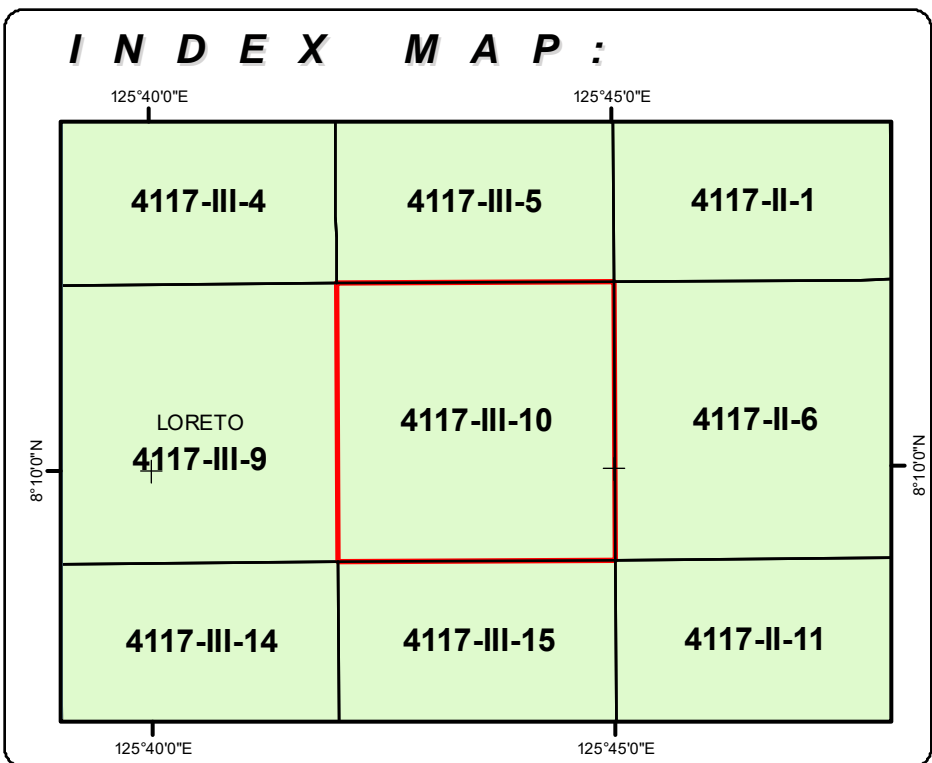 INDEX MAP:
125°40'0"E 125°45'0"E
4117-III-4 4117-III-5 4117-II-1
LORETO
4117-III-9 4117-III-10 4117-II-6
8°10'0"N 8°10'0"N
4117-III-14 4117-III-15 4117-II-11
125°40'0"E 125°45'0"E